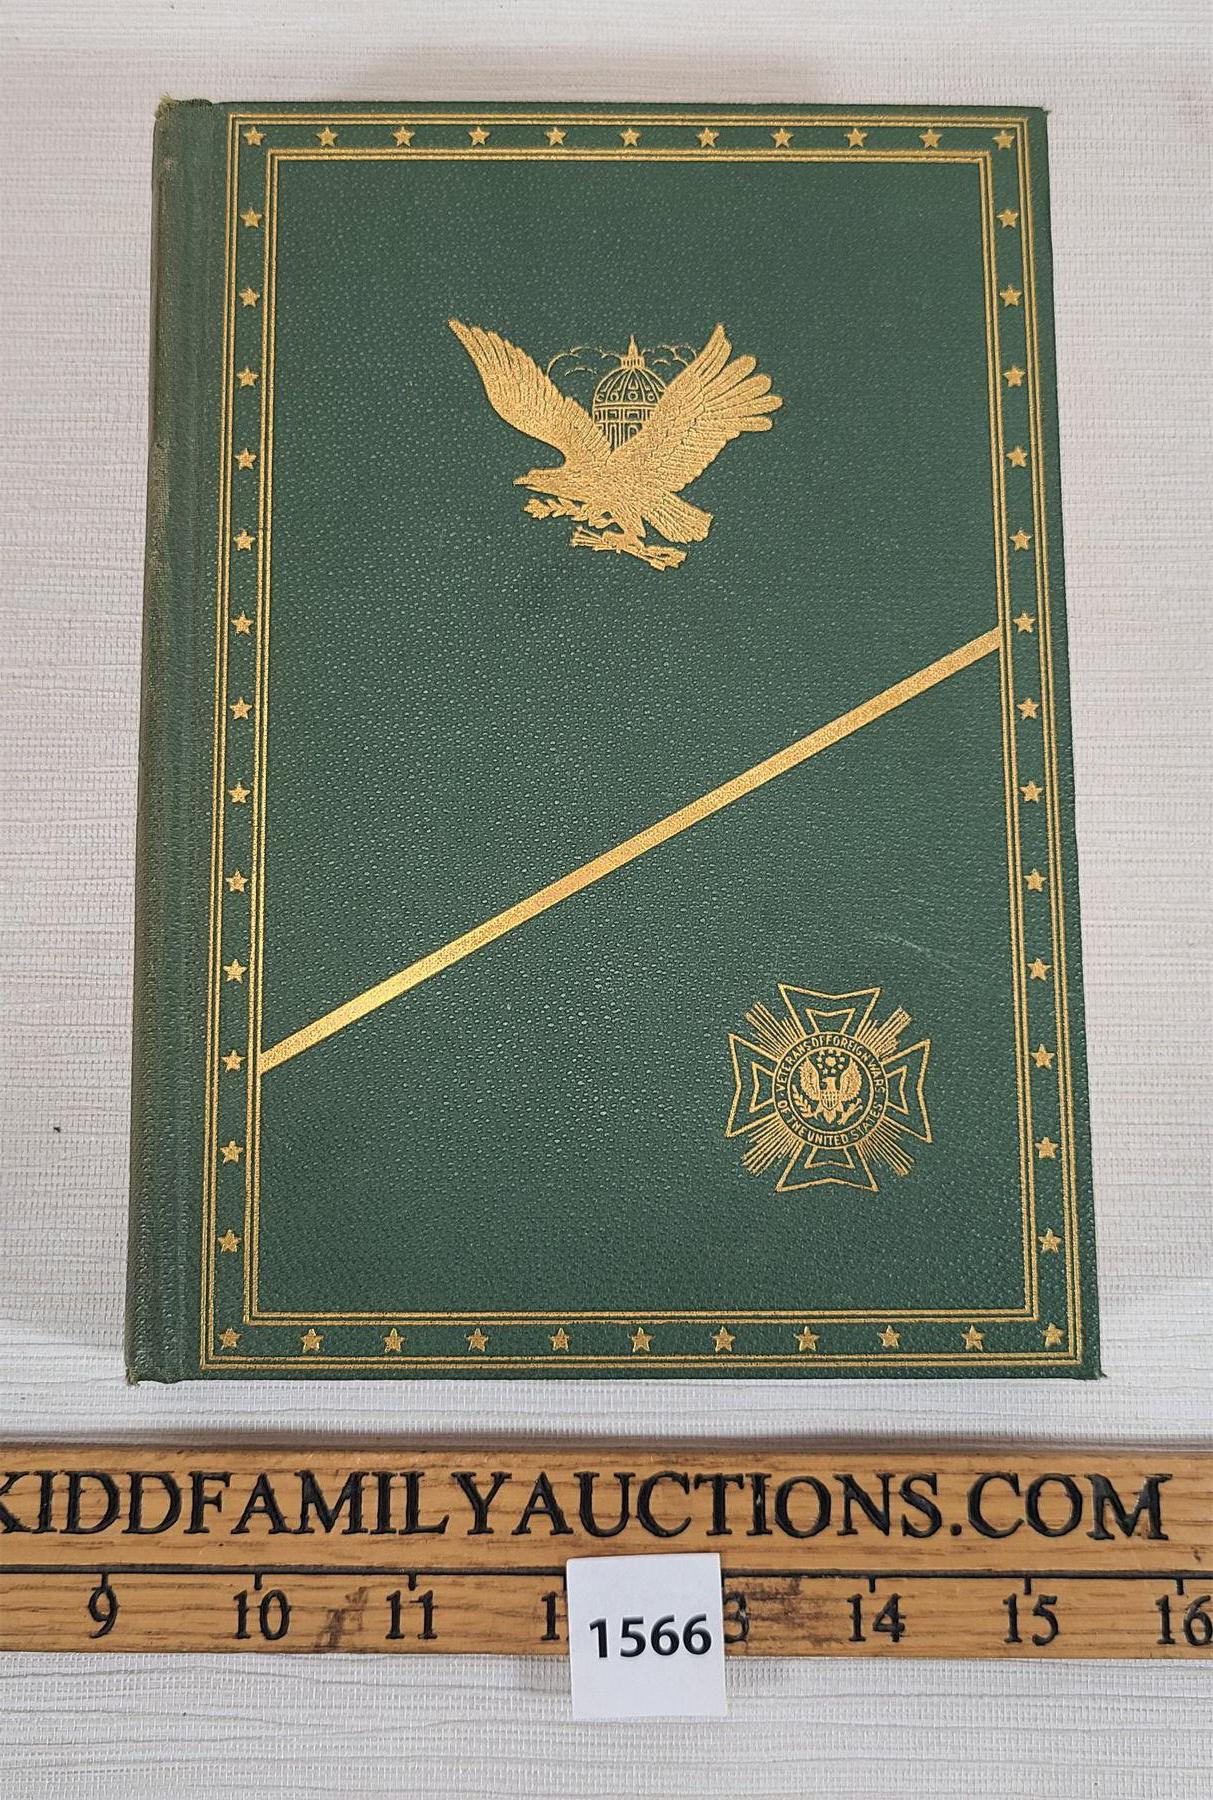 VETERANS OF FOREIGN WARS
OF THE UNITED STATES
KIDDFAMILYAUCTIONS.COM
9 10 11 1 3 14 15 16
1566